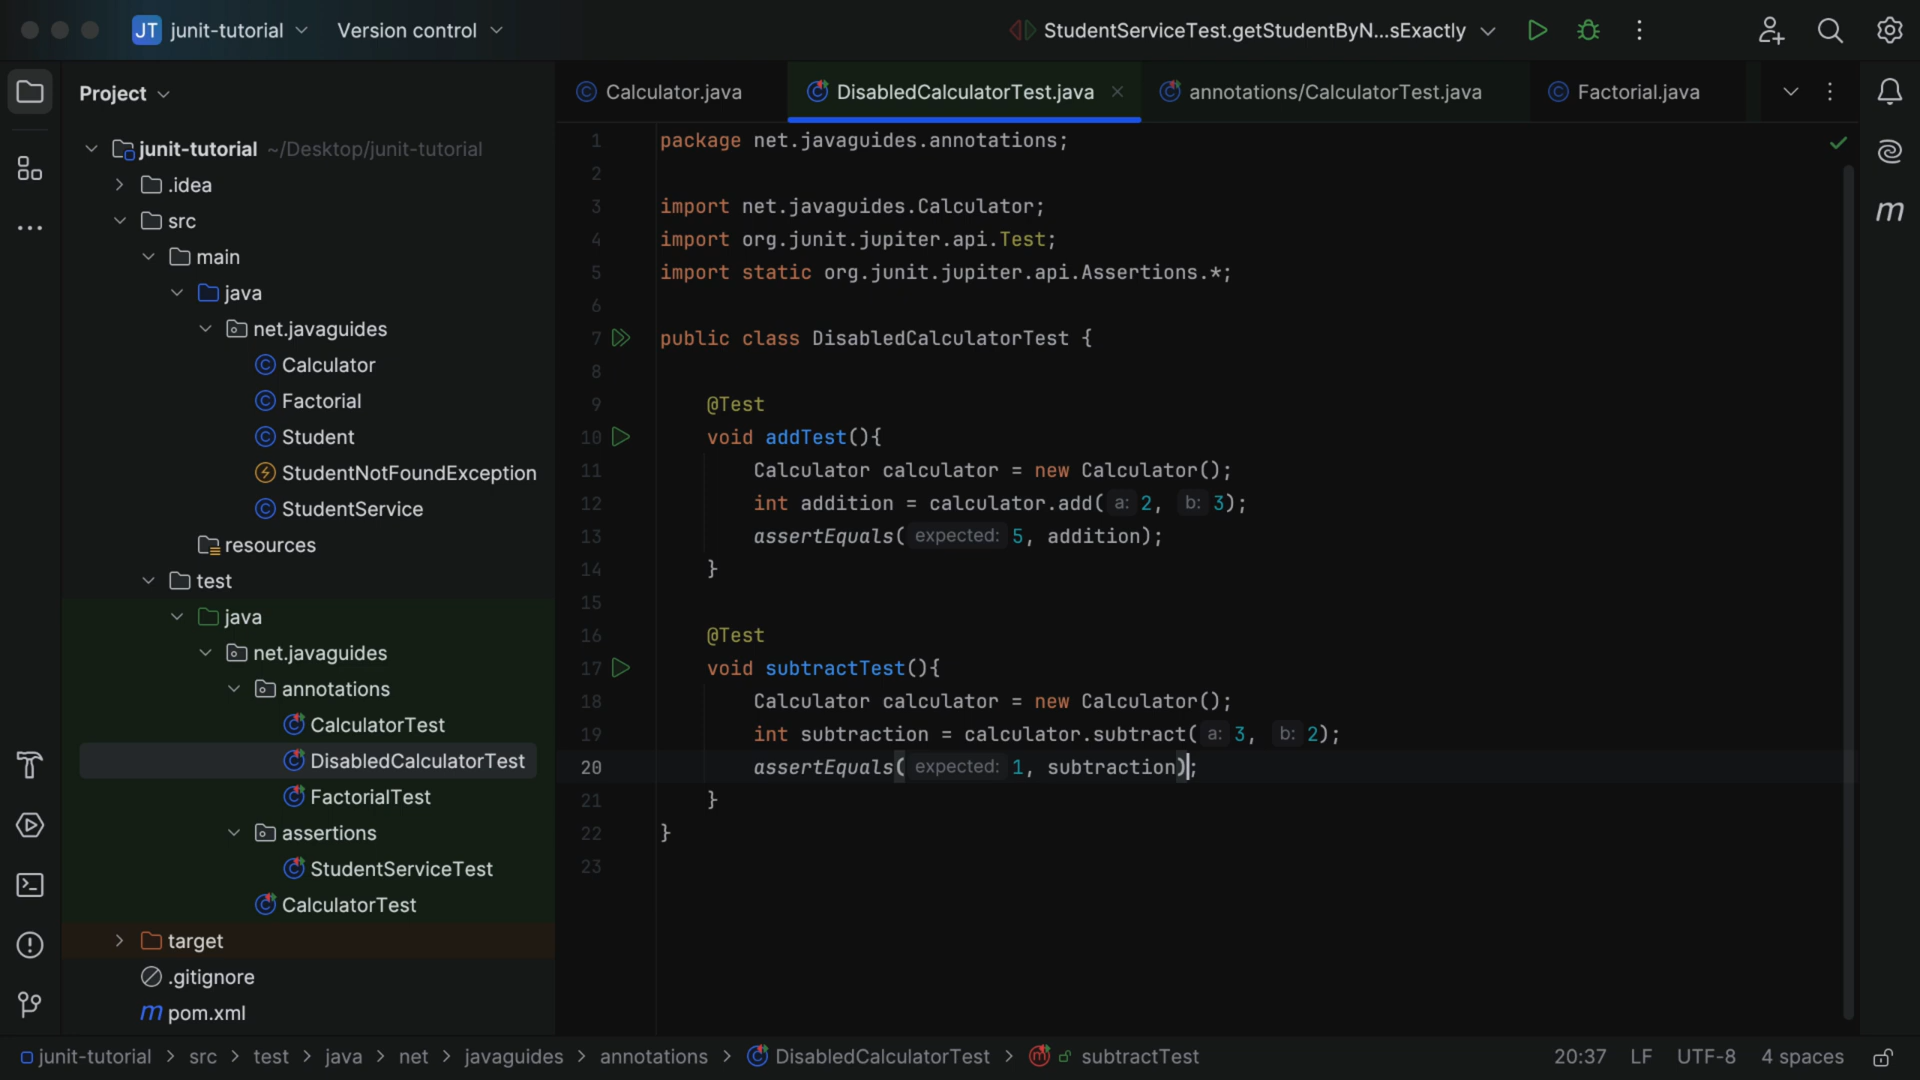 JT junit-tutorial Version control StudentServiceTest.getStudentByN...sExactly
Project
junit-tutorial ~/Desktop/junit-tutorial
.idea
src
main
java
net.javaguides
Calculator
Factorial
Student
StudentNotFoundException
StudentService
resources
test
java
net.javaguides
annotations
CalculatorTest
DisabledCalculatorTest
FactorialTest
assertions
StudentServiceTest
CalculatorTest
target
.gitignore
m pom.xml
Calculator.java DisabledCalculatorTest.java annotations/CalculatorTest.java Factorial.java
m
1 package net.javaguides.annotations;
2
3 import net.javaguides.Calculator;
4 import org.junit.jupiter.api.Test;
5 import static org.junit.jupiter.api.Assertions.*;
6
7 public class DisabledCalculatorTest {
8
9 @Test
10 void addTest(){
11 Calculator calculator = new Calculator();
12 int addition = calculator.add( a: 2, b: 3);
13 assertEquals( expected: 5, addition);
14 }
15
16 @Test
17 void subtractTest(){
18 Calculator calculator = new Calculator();
19 int subtraction = calculator.subtract( a: 3, b: 2);
20 assertEquals( expected: 1, subtraction);
21 }
22 }
23
junit-tutorial > src > test > java > net > javaguides > annotations > DisabledCalculatorTest > subtractTest 20:37 LF UTF-8 4 spaces